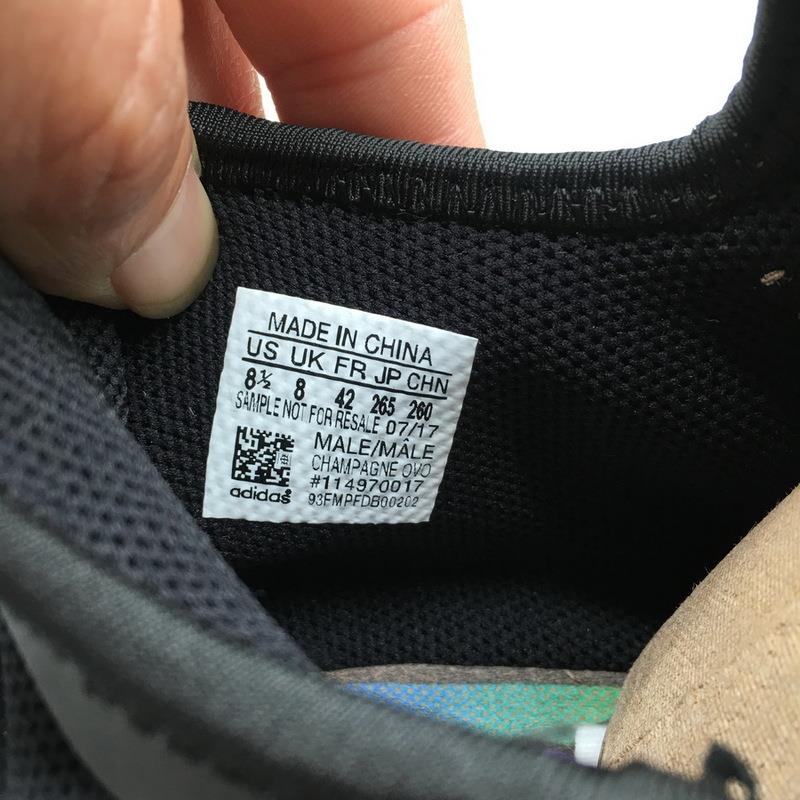 MADE IN CHINA
US UK FR JP CHN
8½ 8 42 265 260
SAMPLE NOT FOR RESALE 07/17
MALE/MÂLE
CHAMPAGNE OVO
#114970017
adidas 93FMPFDB00202